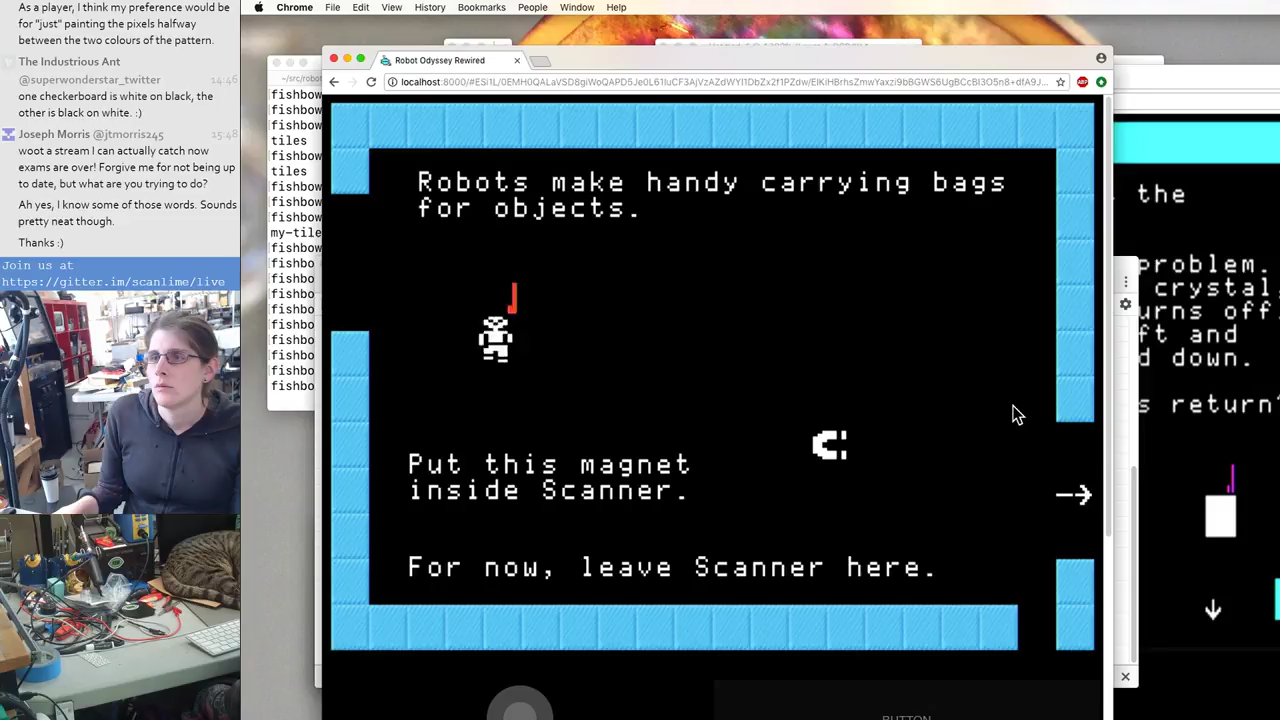 As a player, I think my preference would be
for "just" painting the pixels halfway
between the two colours of the pattern.
The Industrious Ant
@superwonderstar_twitter 14:46
one checkerboard is white on black, the
other is black on white. :)
Joseph Morris @jtmorris245 15:48
woot a stream I can actually catch now
exams are over! Forgive me for not being up
to date, but what are you trying to do?
Ah yes, I know some of those words. Sounds
pretty neat though.
Thanks :)
Join us at
https://gitter.im/scanlime/live
Chrome File Edit View History Bookmarks People Window Help
Robot Odyssey Rewired
~/src/robot
fishbow
fishbow
fishbow
tiles
fishbow
tiles
fishbow
fishbow
fishbow
my-tile
fishbow
fishbo
fishbo
fishbo
fishbo
fishbo
fishbo
fishbo
fishbo
fishbo
Robots make handy carrying bags
for objects.
Put this magnet
inside Scanner.
→
For now, leave Scanner here.
BUTTON
the
problem.
crystal
urns off
ft and
d down.
s return?